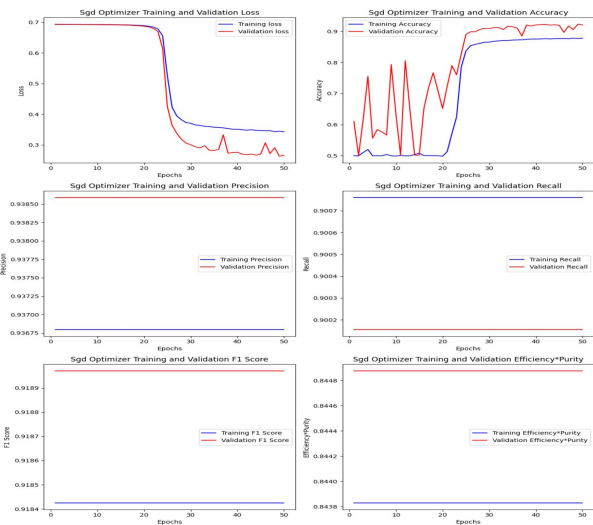 Sgd Optimizer Training and Validation Loss
0.7
0.6
0.5
0.4
0.3
Loss
Training loss
Validation loss
0 10 20 30 40 50
Epochs
Sgd Optimizer Training and Validation Accuracy
0.9
0.8
0.7
0.6
0.5
Accuracy
Training Accuracy
Validation Accuracy
0 10 20 30 40 50
Epochs
Sgd Optimizer Training and Validation Precision
0.93850
0.93825
0.93800
0.93775
0.93750
0.93725
0.93700
0.93675
Precision
Training Precision
Validation Precision
0 10 20 30 40 50
Epochs
Sgd Optimizer Training and Validation Recall
0.9007
0.9006
0.9005
0.9004
0.9003
0.9002
Recall
Training Recall
Validation Recall
0 10 20 30 40 50
Epochs
Sgd Optimizer Training and Validation F1 Score
0.9189
0.9188
0.9187
0.9186
0.9185
0.9184
F1 Score
Training F1 Score
Validation F1 Score
0 10 20 30 40 50
Epochs
Sgd Optimizer Training and Validation Efficiency*Purity
0.8448
0.8446
0.8444
0.8442
0.8440
0.8438
Efficiency*Purity
Training Efficiency*Purity
Validation Efficiency*Purity
0 10 20 30 40 50
Epochs